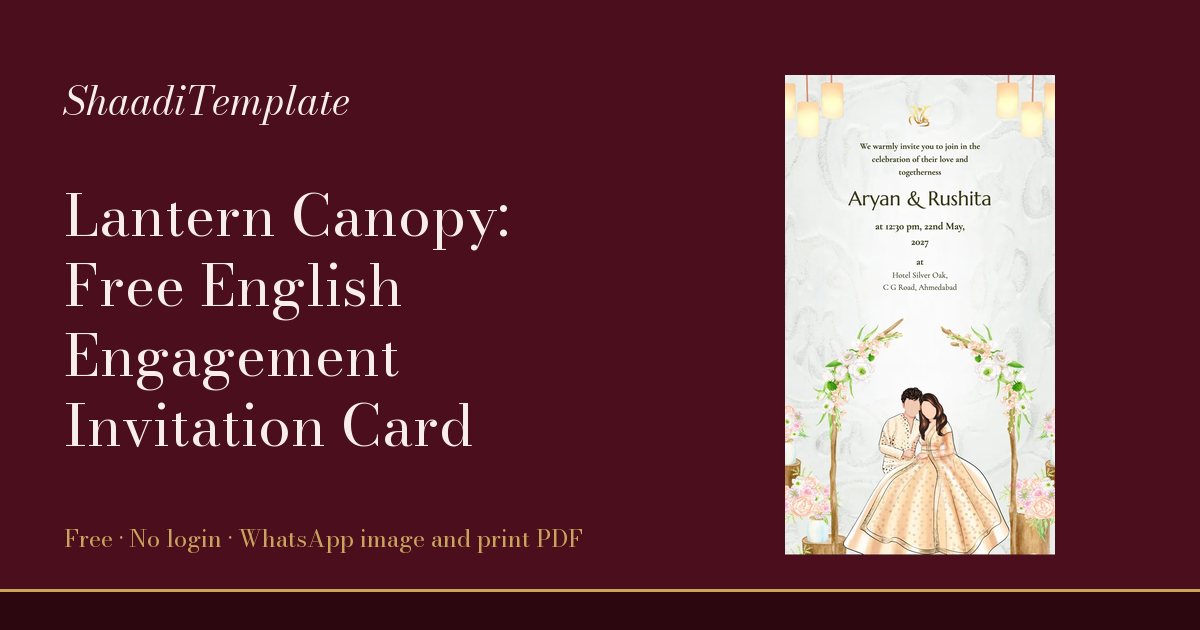 ShaadiTemplate
Lantern Canopy:
Free English
Engagement
Invitation Card
Free · No login · WhatsApp image and print PDF
We warmly invite you to join in the
celebration of their love and
togetherness
Aryan & Rushita
at 12:30 pm, 22nd May,
2027
at
Hotel Silver Oak,
C G Road, Ahmedabad